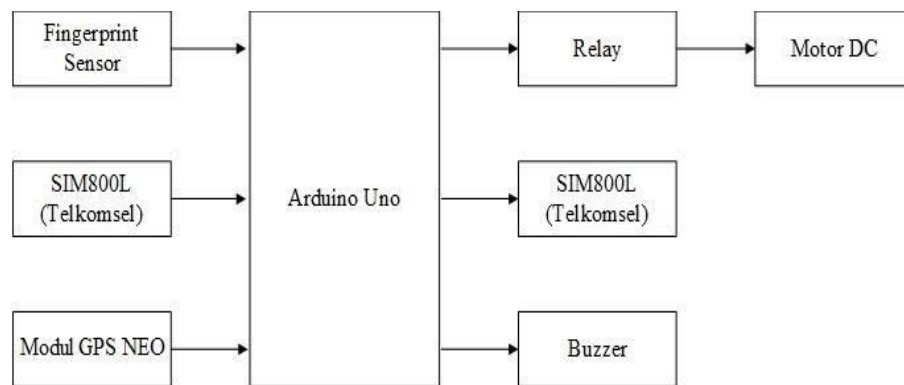 Fingerprint
Sensor
Relay
Motor DC
SIM800L
(Telkomsel)
Arduino Uno
SIM800L
(Telkomsel)
Modul GPS NEO
Buzzer